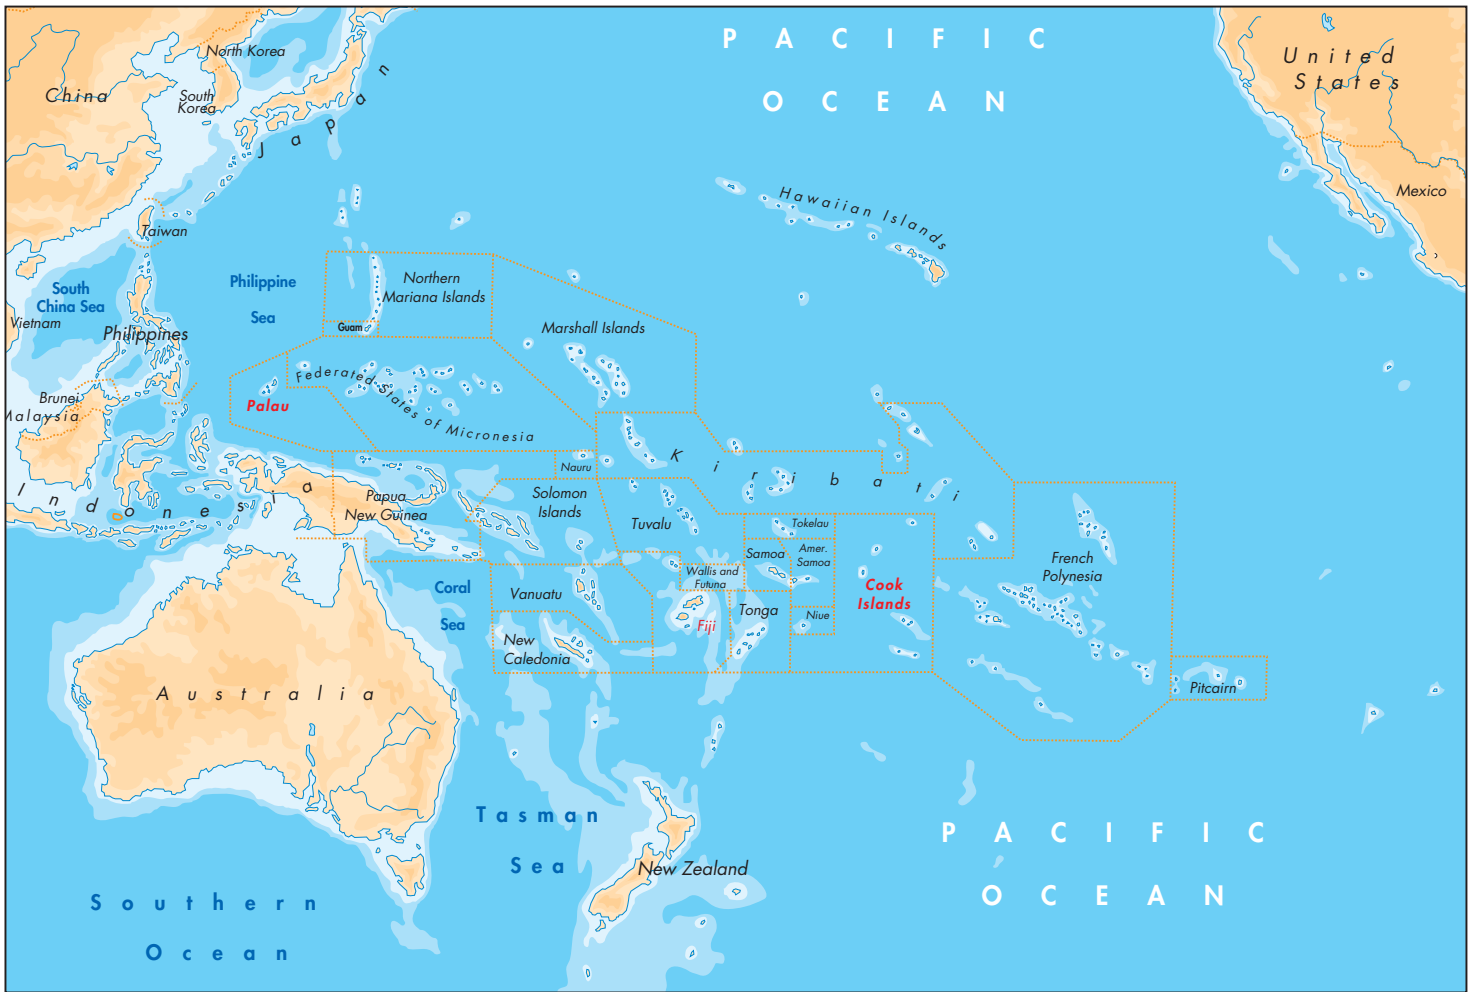 PACIFIC
OCEAN
United
States
Mexico
North Korea
South
Korea
China
Japan
Hawaiian Islands
Taiwan
Philippine
Sea
South
China Sea
Vietnam
Philippines
Northern
Mariana Islands
Guam
Marshall Islands
Federated States of Micronesia
Palau
Brunei
Malaysia
Indonesia
Nauru
Kiribati
Papua
New Guinea
Solomon
Islands
Tuvalu
Tokelau
Samoa
Amer.
Samoa
Wallis and
Futuna
Cook
Islands
French
Polynesia
Coral
Sea
Vanuatu
Fiji
Tonga
Niue
New
Caledonia
Pitcairn
Australia
Tasman
Sea
New Zealand
PACIFIC
OCEAN
Southern
Ocean